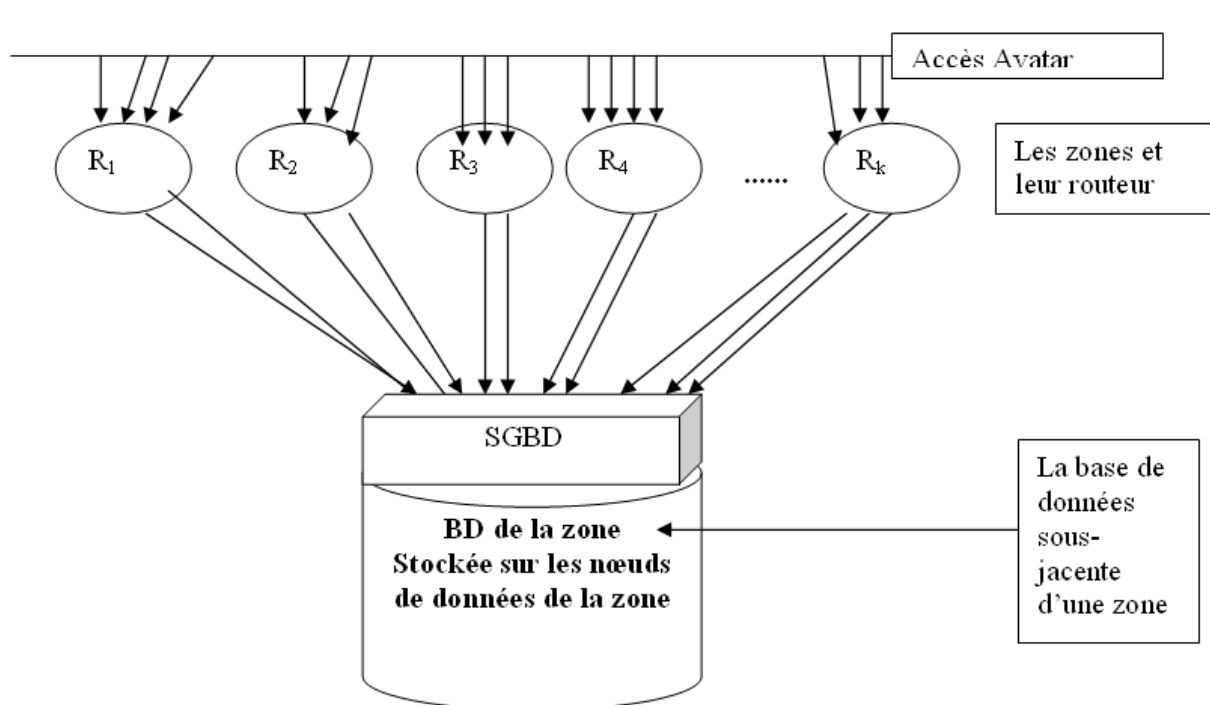 Accès Avatar
R1
R2
R3
R4
......
Rk
Les zones et
leur routeur
SGBD
BD de la zone
Stockée sur les nœuds
de données de la zone
La base de
données
sous-
jacente
d'une zone